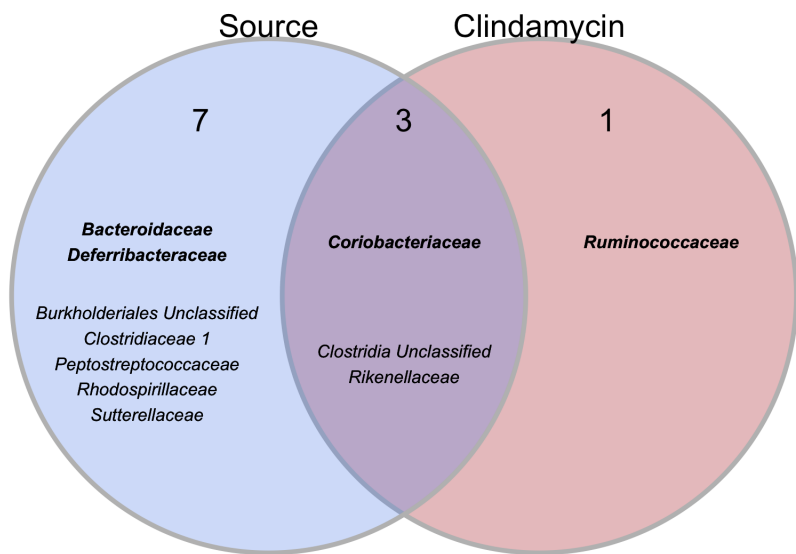 Source
Clindamycin
7
3
1
Bacteroidaceae
Deferribacteraceae
Coriobacteriaceae
Ruminococcaceae
Burkholderiales Unclassified
Clostridiaceae 1
Peptostreptococcaceae
Rhodospirillaceae
Sutterellaceae
Clostridia Unclassified
Rikenellaceae